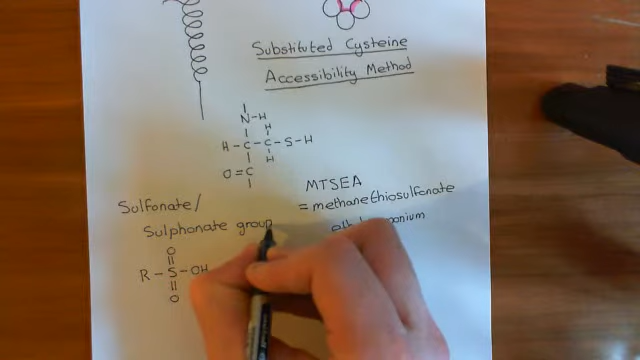 Substituted Cysteine
Accessibility Method
N-H
H
H-C-C-S-H
H
O=C
MTSEA
= methanethiosulfonate
Sulfonate/
Sulphonate group
O
R-S-OH
O